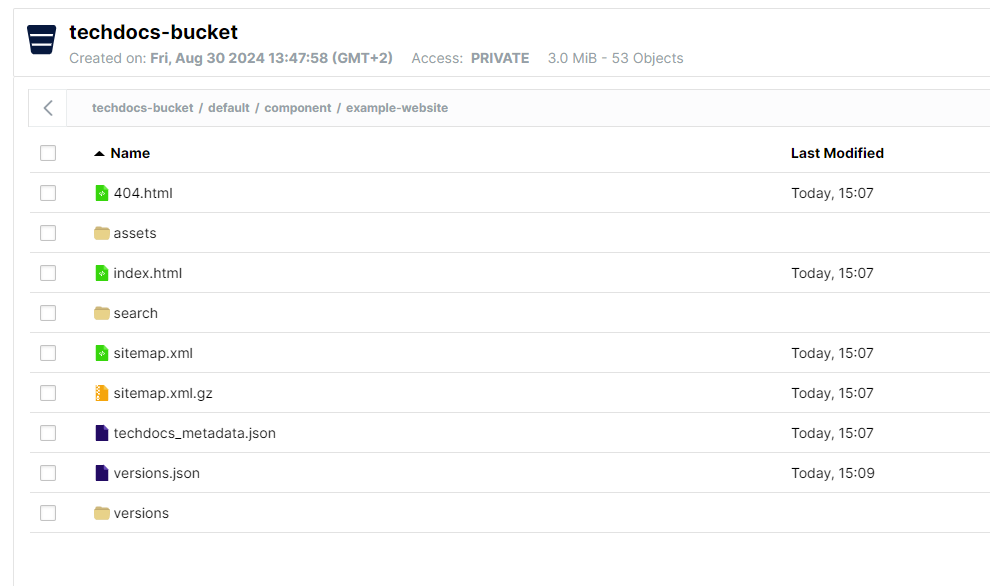 techdocs-bucket
Created on: Fri, Aug 30 2024 13:47:58 (GMT+2) Access: PRIVATE 3.0 MiB - 53 Objects
techdocs-bucket / default / component / example-website
Name Last Modified
404.html Today, 15:07
assets
index.html Today, 15:07
search
sitemap.xml Today, 15:07
sitemap.xml.gz Today, 15:07
techdocs_metadata.json Today, 15:07
versions.json Today, 15:09
versions